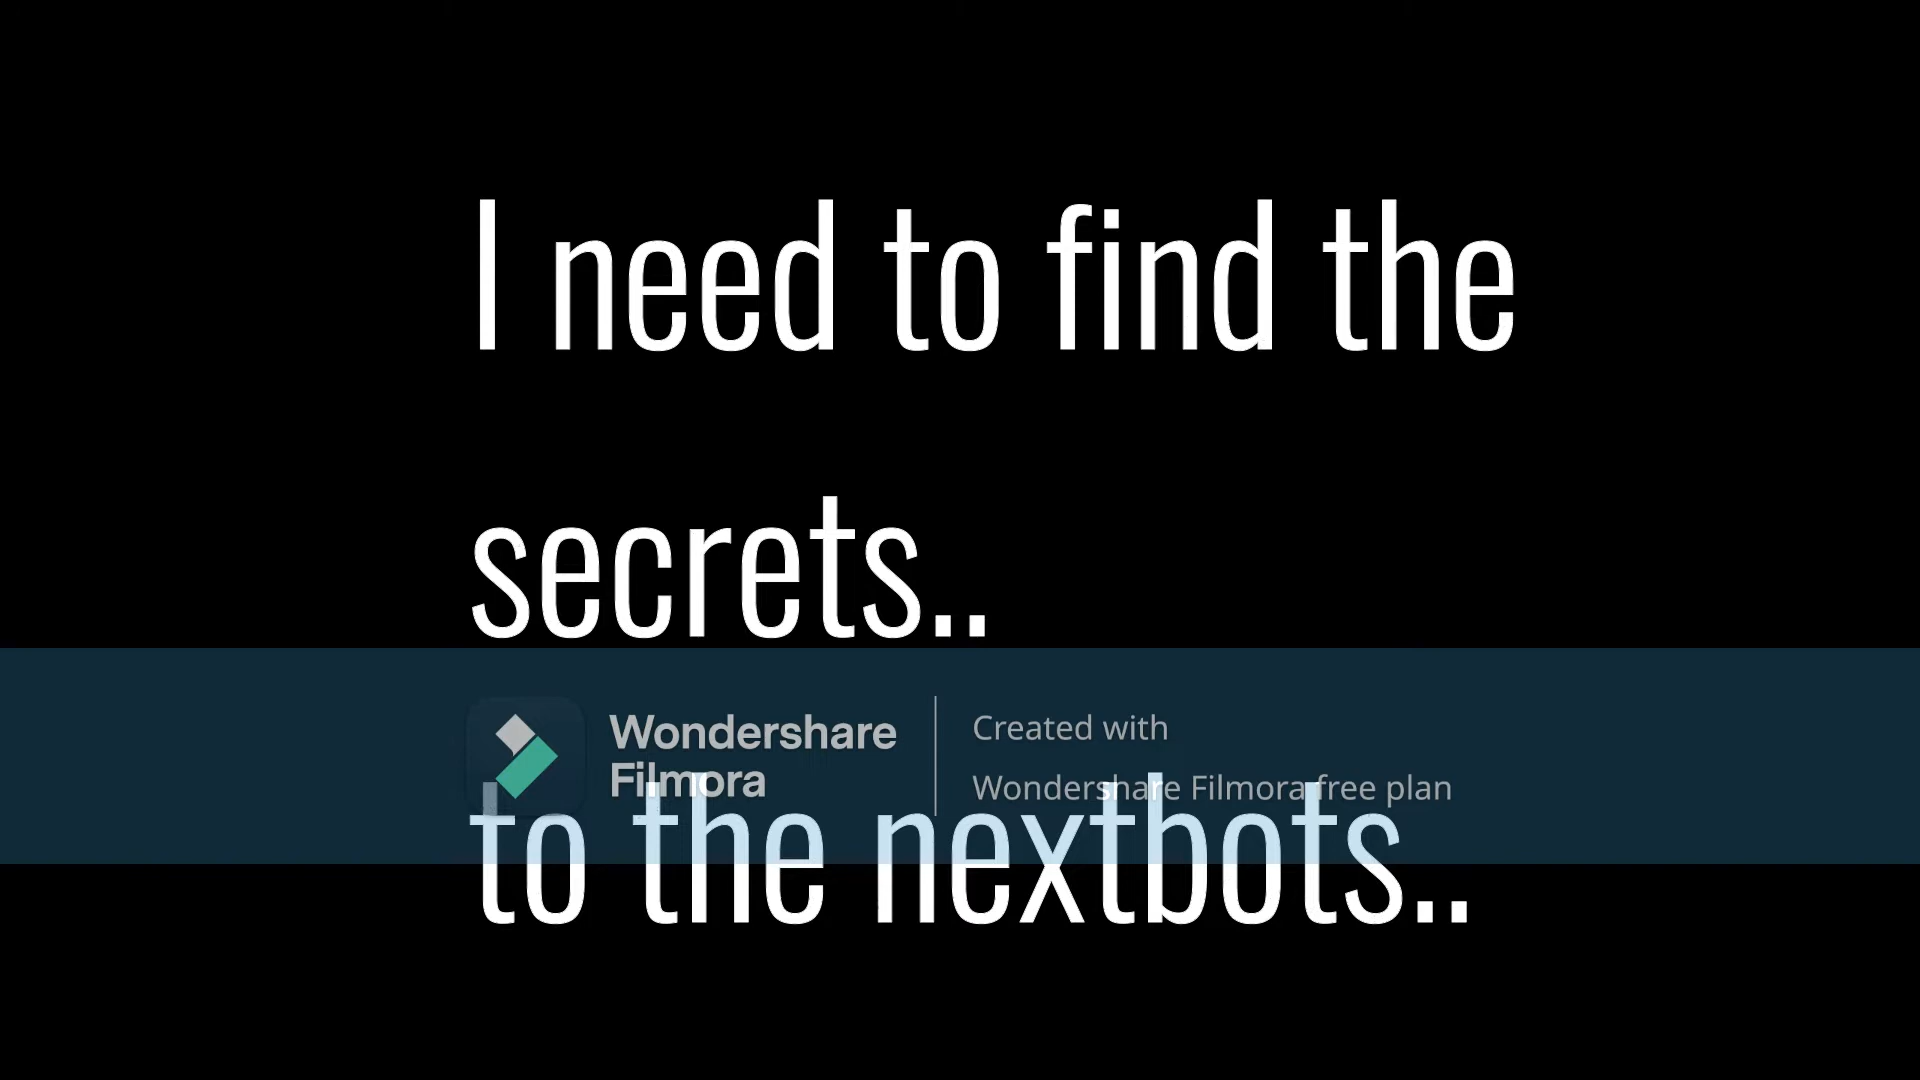 I need to find the
secrets..
Wondershare
Filmora
Created with
Wondershare Filmora free plan
to the nextbots..